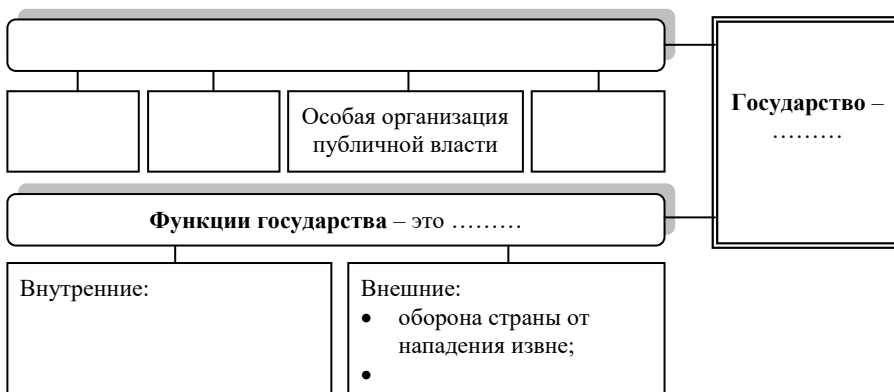 Особая организация
публичной власти
Государство –
………
Функции государства – это ………
Внутренние:
Внешние:
• оборона страны от
нападения извне;
•